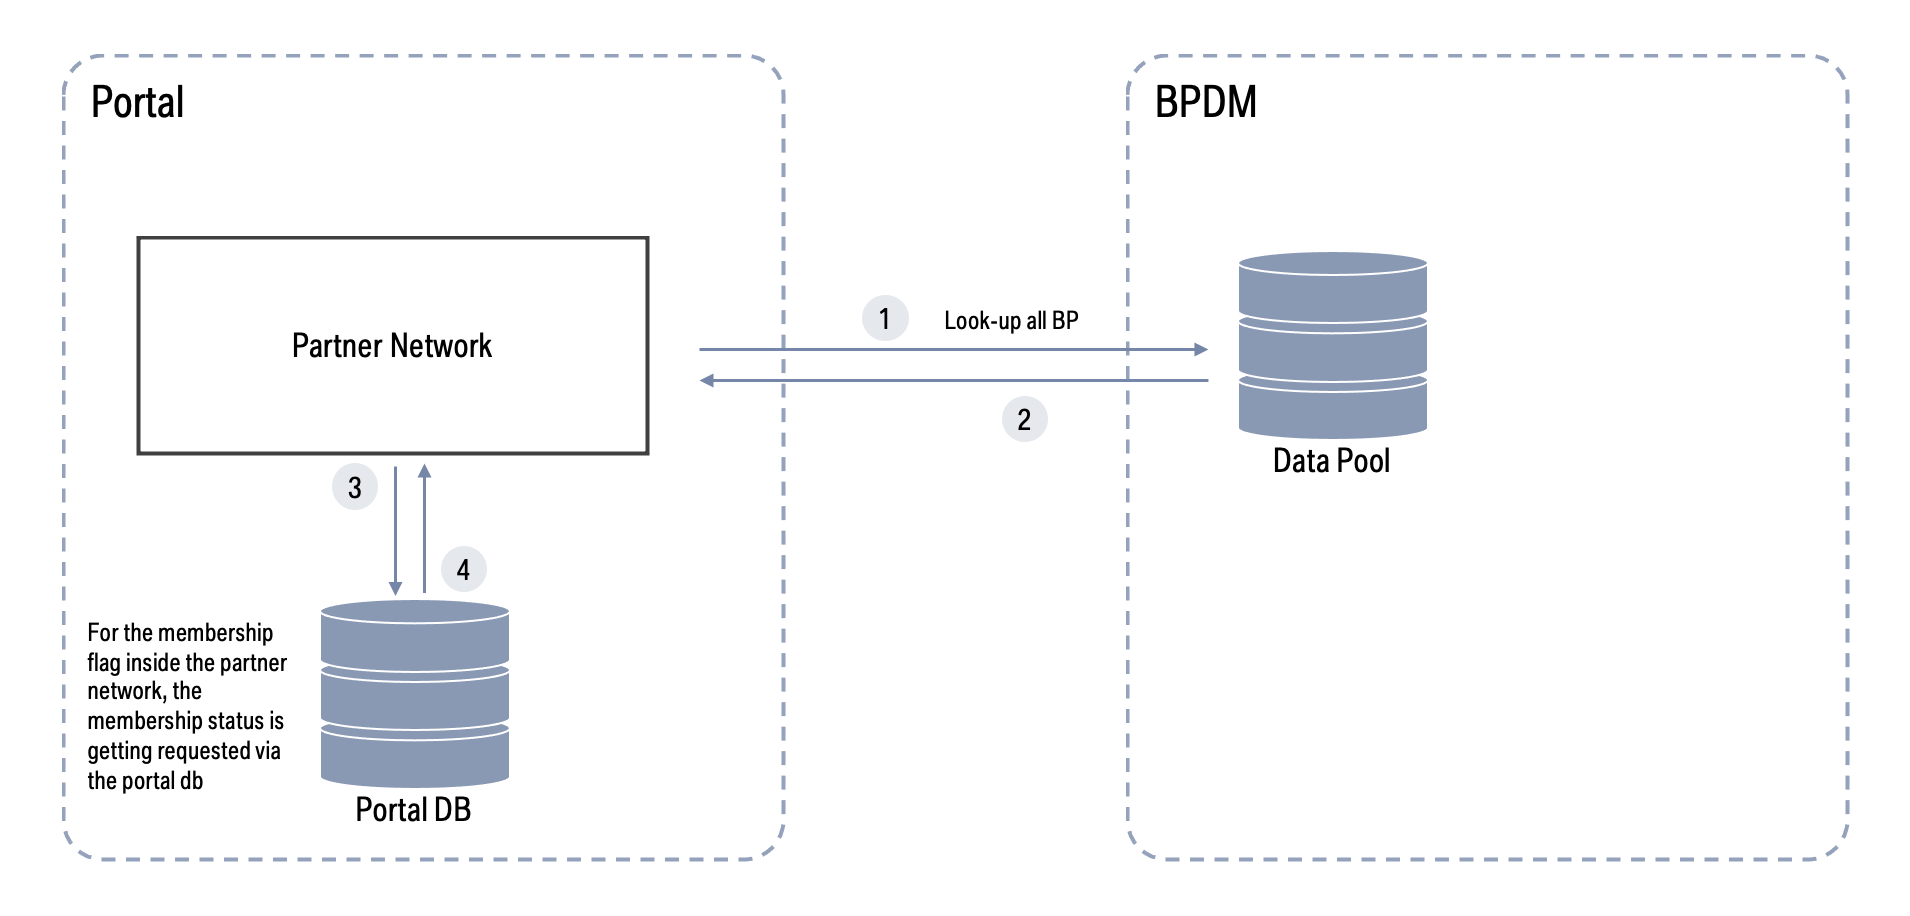 Portal
BPDM
Partner Network
1
Look-up all BP
2
Data Pool
3
4
For the membership
flag inside the partner
network, the
membership status is
getting requested via
the portal db
Portal DB